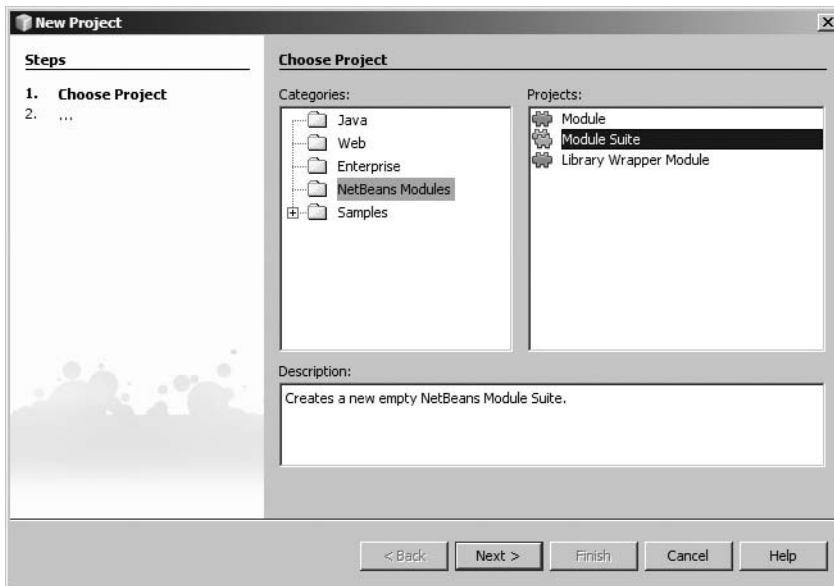 New Project
Steps
1. Choose Project
2. ...
Choose Project
Categories:
Java
Web
Enterprise
NetBeans Modules
Samples
Projects:
Module
Module Suite
Library Wrapper Module
Description:
Creates a new empty NetBeans Module Suite.
< Back
Next >
Finish
Cancel
Help